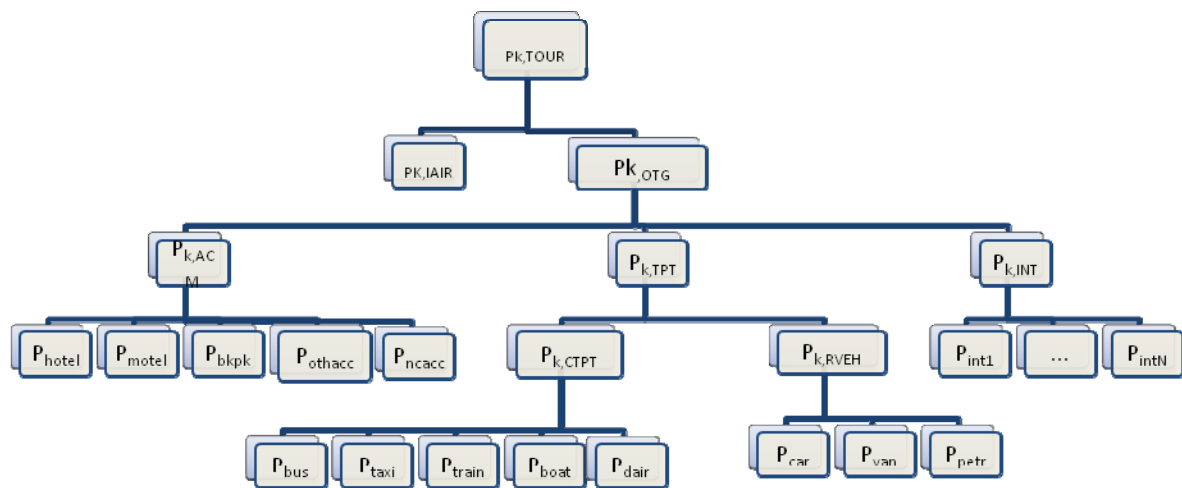 Pk,TOUR
PK,IAIR
Pk,OTG
Pk,AC
M
Pk,TPT
Pk,INT
Photel
Pmotel
Pbkpk
Pothacc
Pncacc
Pk,CTPT
Pk,RVEH
Pint1
...
PintN
Pbus
Ptaxi
Ptrain
Pboat
Pdair
Pcar
Pvan
Ppetr